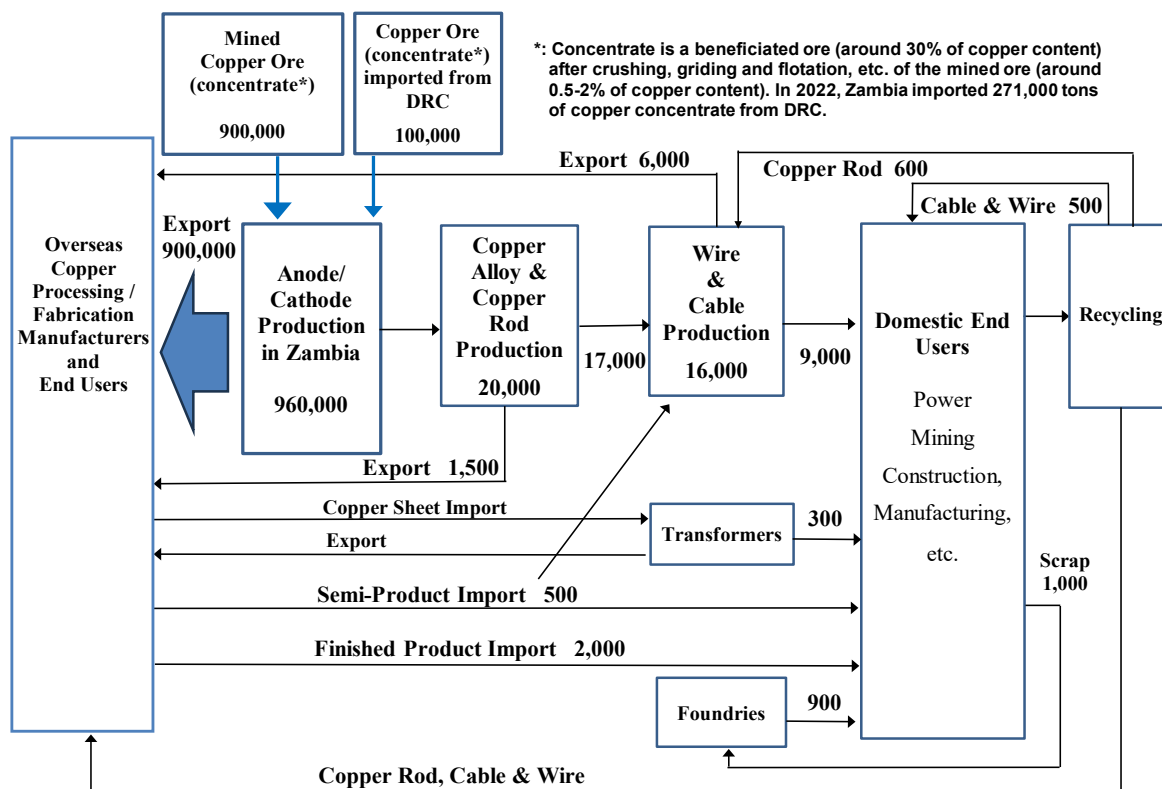 Mined
Copper Ore
(concentrate*)
900,000
Copper Ore
(concentrate*)
imported from
DRC
100,000
*: Concentrate is a beneficiated ore (around 30% of copper content)
after crushing, griding and flotation, etc. of the mined ore (around
0.5-2% of copper content). In 2022, Zambia imported 271,000 tons
of copper concentrate from DRC.
Export 6,000
Copper Rod 600
Cable & Wire 500
Export
900,000
Overseas
Copper
Processing /
Fabrication
Manufacturers
and
End Users
Anode/
Cathode
Production
in Zambia
960,000
Copper
Alloy &
Copper
Rod
Production
20,000
17,000
Wire
&
Cable
Production
16,000
9,000
Domestic End
Users
Power
Mining
Construction,
Manufacturing,
etc.
Recycling
Export 1,500
Copper Sheet Import
Export
Transformers
300
Semi-Product Import 500
Scrap
1,000
Finished Product Import 2,000
Foundries
900
Copper Rod, Cable & Wire